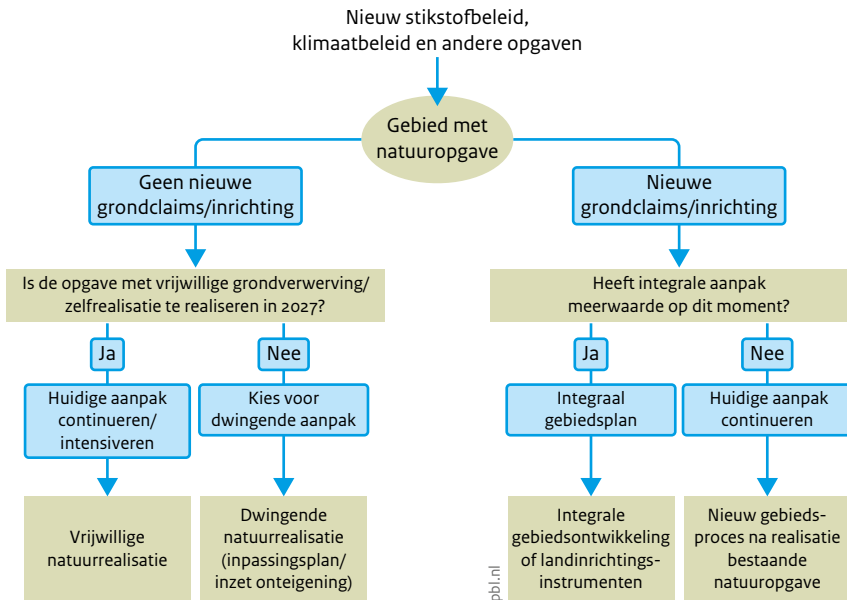 Nieuw stikstofbeleid,
klimaatbeleid en andere opgaven
Gebied met
natuuropgave
Geen nieuwe
grondclaims/inrichting
Nieuwe
grondclaims/inrichting
Is de opgave met vrijwillige grondverwerving/
zelfrealisatie te realiseren in 2027?
Heeft integrale aanpak
meerwaarde op dit moment?
Ja
Nee
Ja
Nee
Huidige aanpak
continueren/
intensiveren
Kies voor
dwingende aanpak
Integraal
gebiedsplan
Huidige aanpak
continueren
Vrijwillige
natuurrealisatie
Dwingende
natuurrealisatie
(inpassingsplan/
inzet onteigening)
Integrale
gebiedsontwikkeling
of landinrichtings-
instrumenten
Nieuw gebieds-
proces na realisatie
bestaande
natuuropgave
pbl.nl